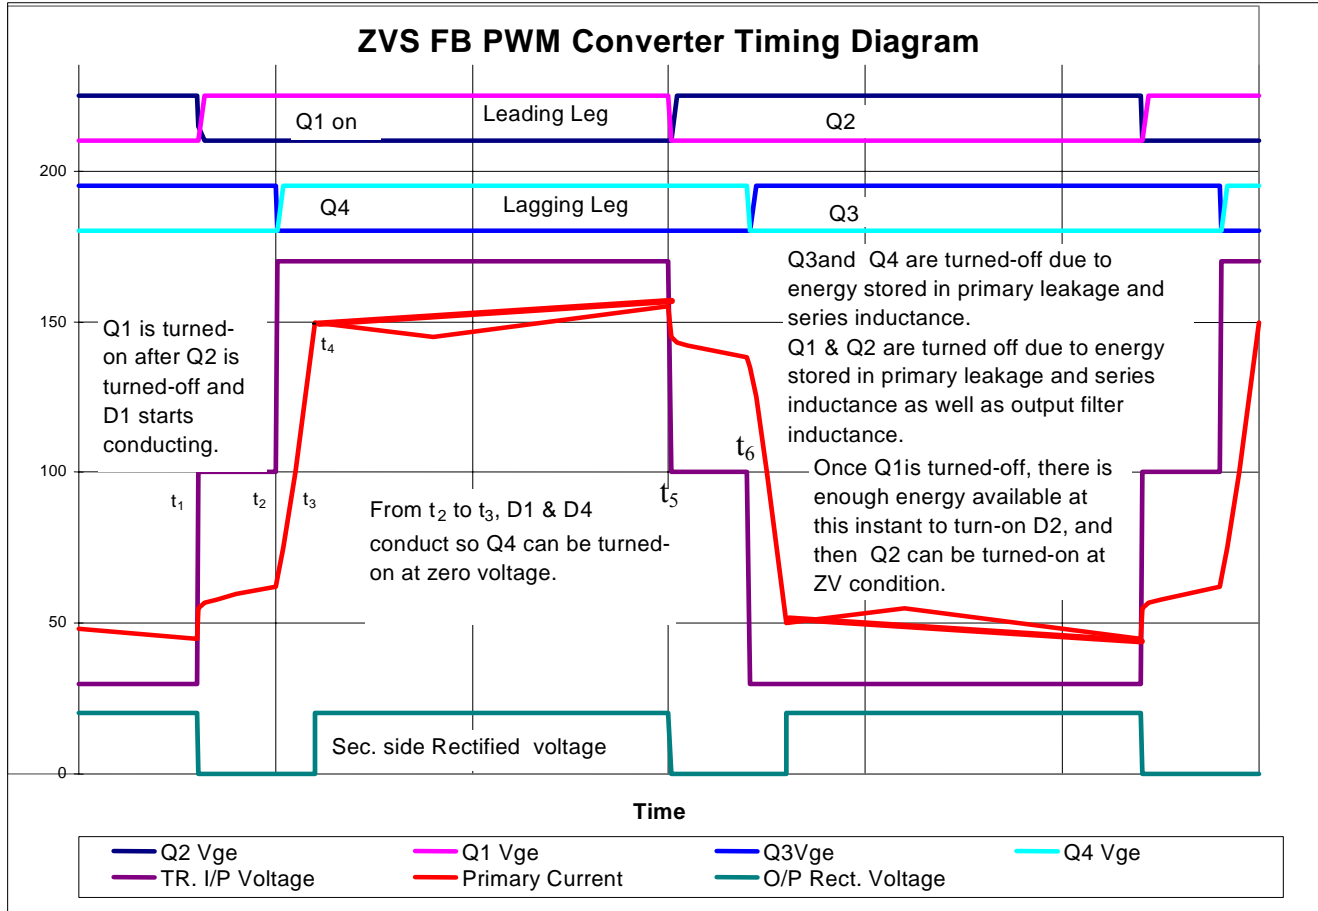 ZVS FB PWM Converter Timing Diagram
Q1 on
Leading Leg
Q2
200
Q4
Lagging Leg
Q3
Q3and Q4 are turned-off due to
energy stored in primary leakage and
series inductance.
Q1 & Q2 are turned off due to energy
stored in primary leakage and series
inductance as well as output filter
inductance.
150
Q1 is turned-
on after Q2 is
turned-off and
D1 starts
conducting.
t4
t6
100
Once Q1is turned-off, there is
enough energy available at
this instant to turn-on D2, and
then Q2 can be turned-on at
ZV condition.
t1
t2
t3
t5
From t2 to t3, D1 & D4
conduct so Q4 can be turned-
on at zero voltage.
50
Sec. side Rectified voltage
0
Time
Q2 Vge
Q1 Vge
Q3Vge
Q4 Vge
TR. I/P Voltage
Primary Current
O/P Rect. Voltage